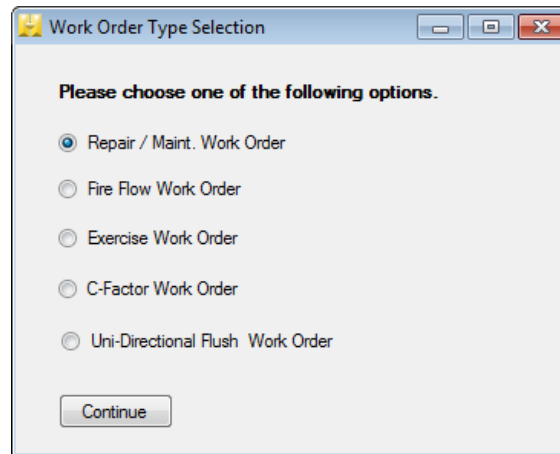 Work Order Type Selection
Please choose one of the following options.
Repair / Maint. Work Order
Fire Flow Work Order
Exercise Work Order
C-Factor Work Order
Uni-Directional Flush  Work Order
Continue